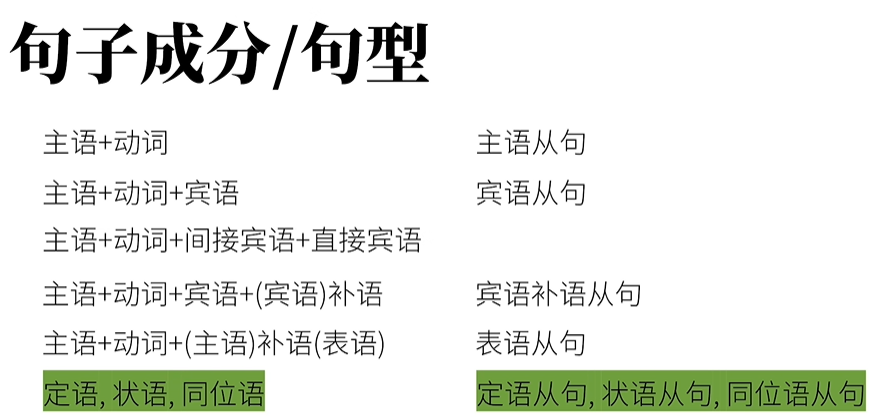 句子成分/句型
主语+动词
主语从句
主语+动词+宾语
宾语从句
主语+动词+间接宾语+直接宾语
主语+动词+宾语+(宾语)补语
宾语补语从句
主语+动词+(主语)补语(表语)
表语从句
定语, 状语, 同位语
定语从句, 状语从句, 同位语从句